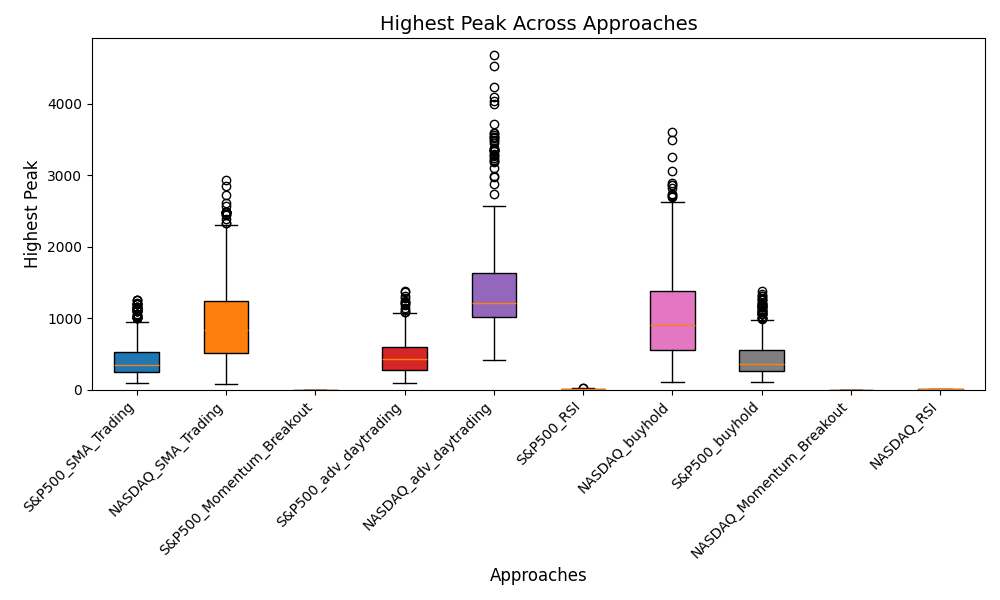 Highest Peak Across Approaches
Highest Peak
4000
3000
2000
1000
0
S&P500_SMA_Trading
NASDAQ_SMA_Trading
S&P500_Momentum_Breakout
S&P500_adv_daytrading
NASDAQ_adv_daytrading
S&P500_RSI
NASDAQ_buyhold
S&P500_buyhold
NASDAQ_Momentum_Breakout
NASDAQ_RSI
Approaches